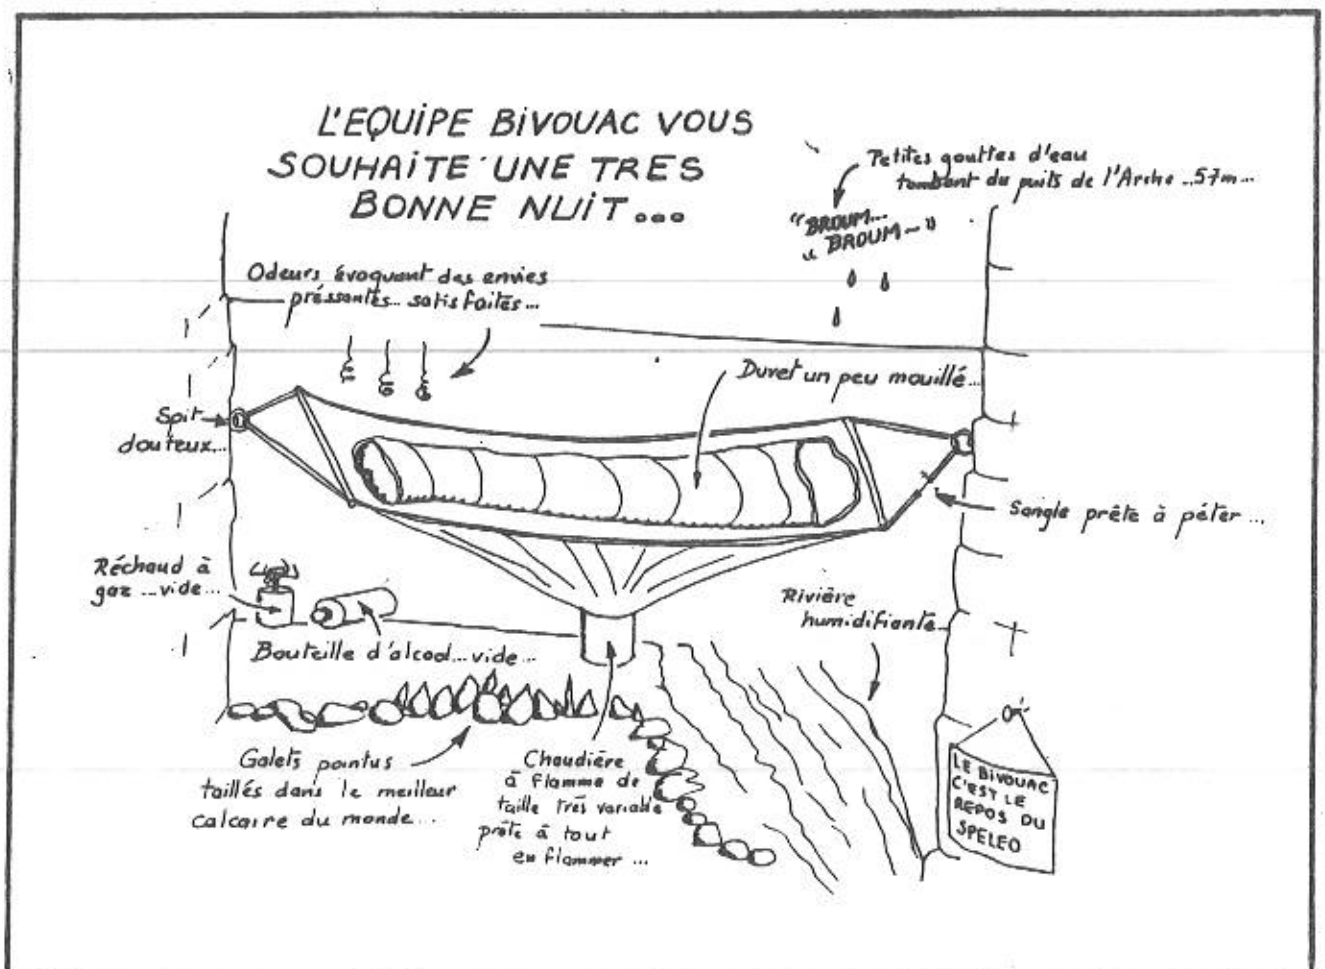 L'EQUIPE BIVOUAC VOUS
SOUHAITE UNE TRES
BONNE NUIT...
Petites gouttes d'eau
tombant du puits de l'Arche ...57m...
"BROUM...
BROUM~"
Odeurs évoquant des envies
préssantes... satisfaites...
Duvet un peu mouillé...
Spit
douteux...
Sangle prête à péter ...
Réchaud à
gaz ...vide...
Bouteille d'alcool...vide...
Rivière
humidifiante...
Galets pointus
taillés dans le meilleur
calcaire du monde...
Chaudière
à flamme de
taille très variable
prête à tout
enflammer ...
LE BIVOUAC
C'EST LE
REPOS DU
SPELEO